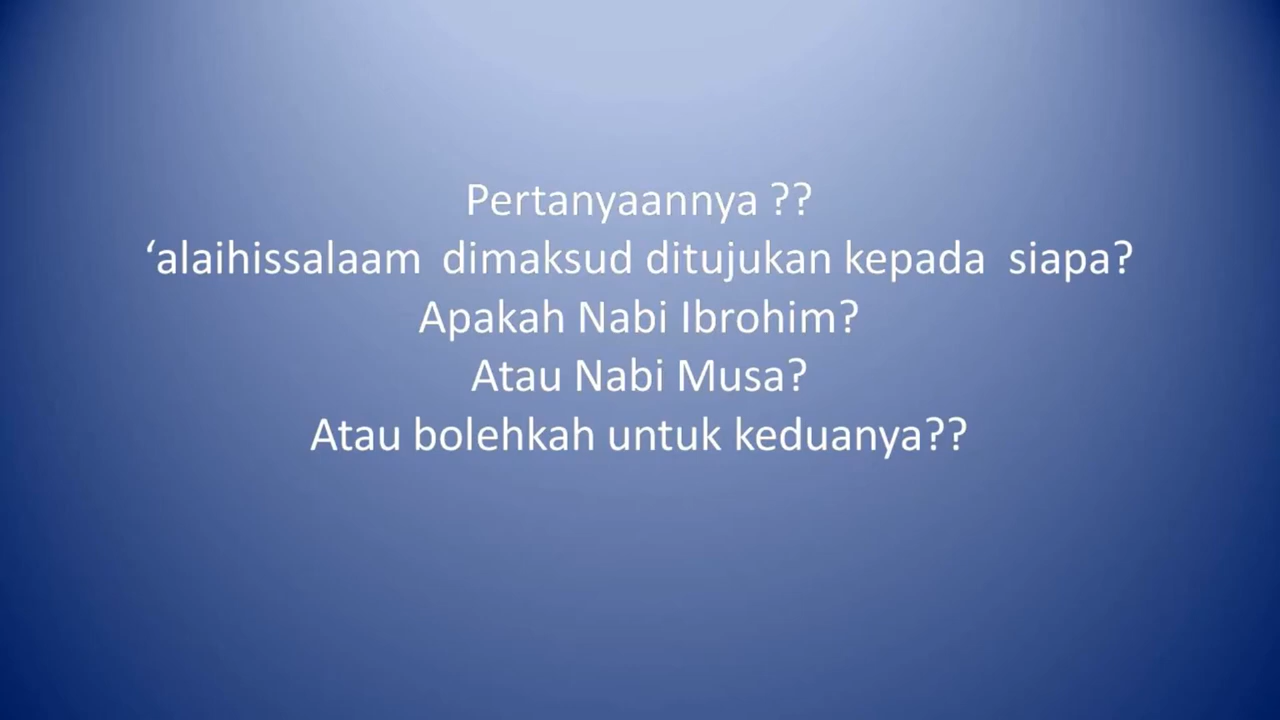 Pertanyaannya ??
‘alaihissalaam dimaksud ditujukan kepada siapa?
Apakah Nabi Ibrohim?
Atau Nabi Musa?
Atau bolehkah untuk keduanya??